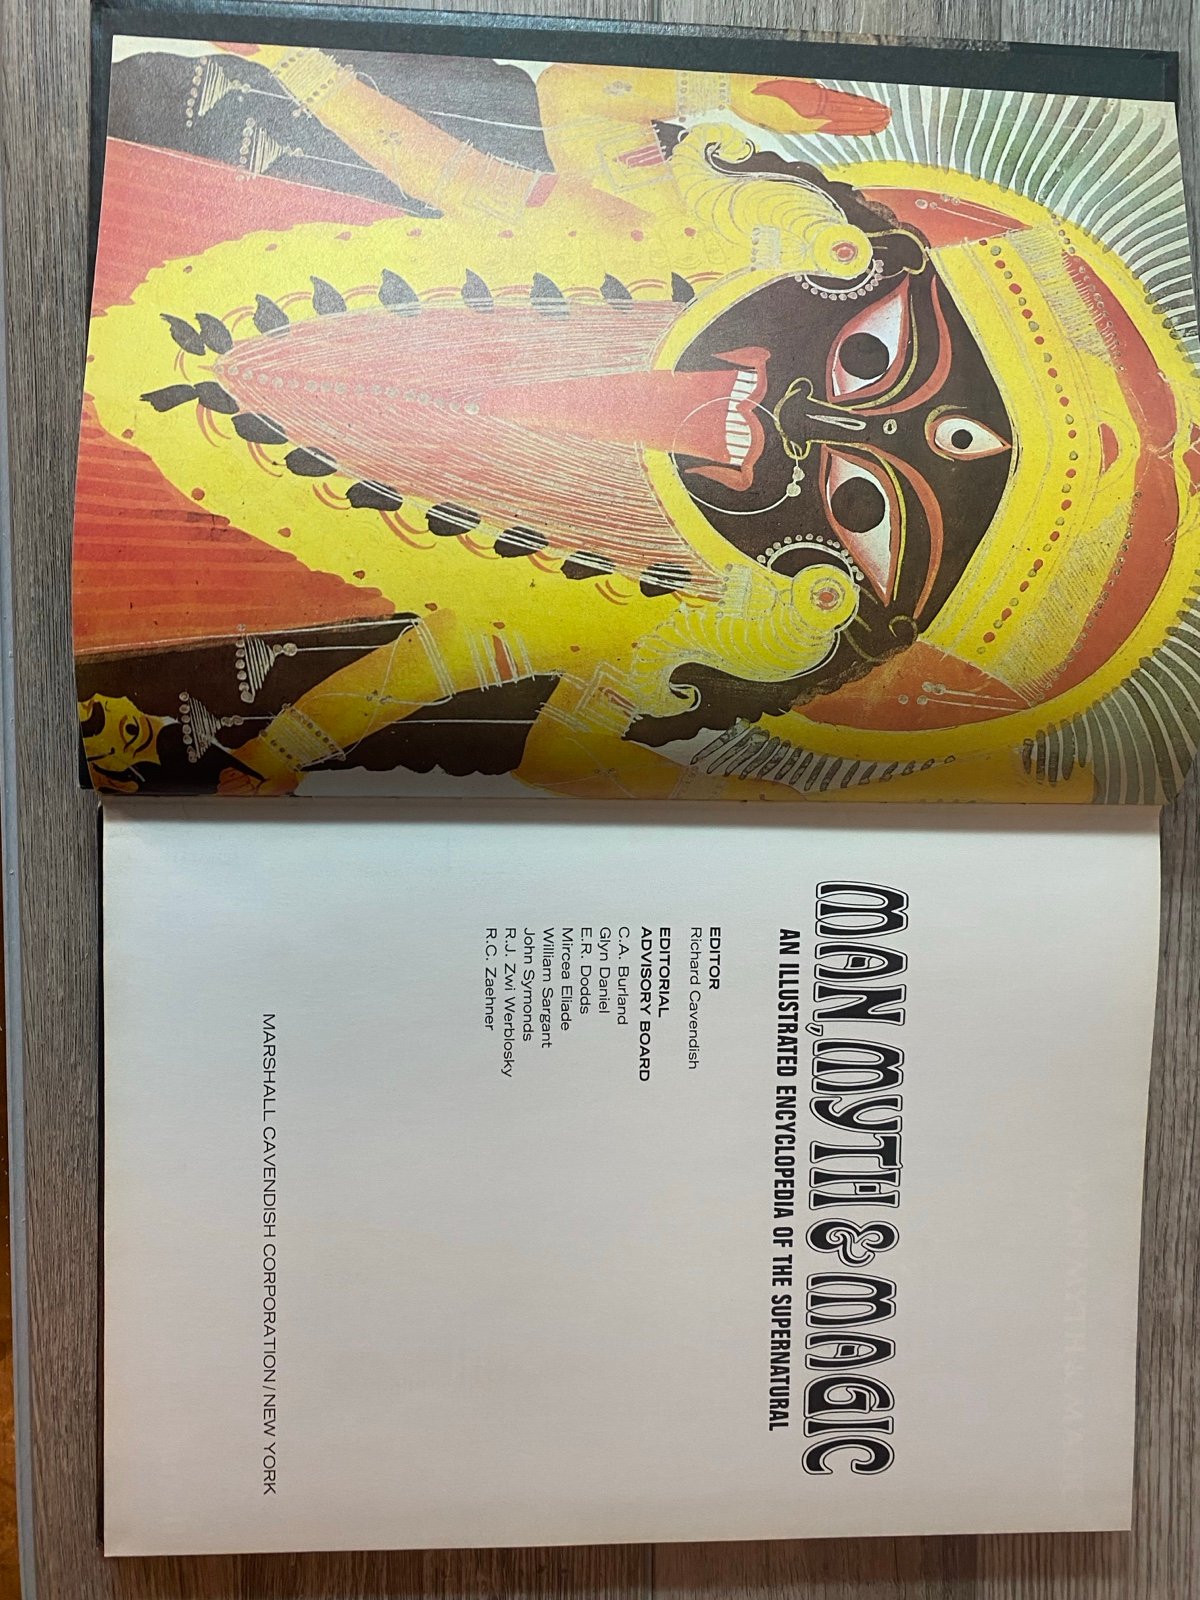 MAN, MYTH & MAGIC
AN ILLUSTRATED ENCYCLOPEDIA OF THE SUPERNATURAL
EDITOR
Richard Cavendish
EDITORIAL
ADVISORY BOARD
C.A. Burland
Glyn Daniel
E.R. Dodds
Mircea Eliade
William Sargant
John Symonds
R.J. Zwi Werblosky
R.C. Zaehner
MARSHALL CAVENDISH CORPORATION/NEW YORK